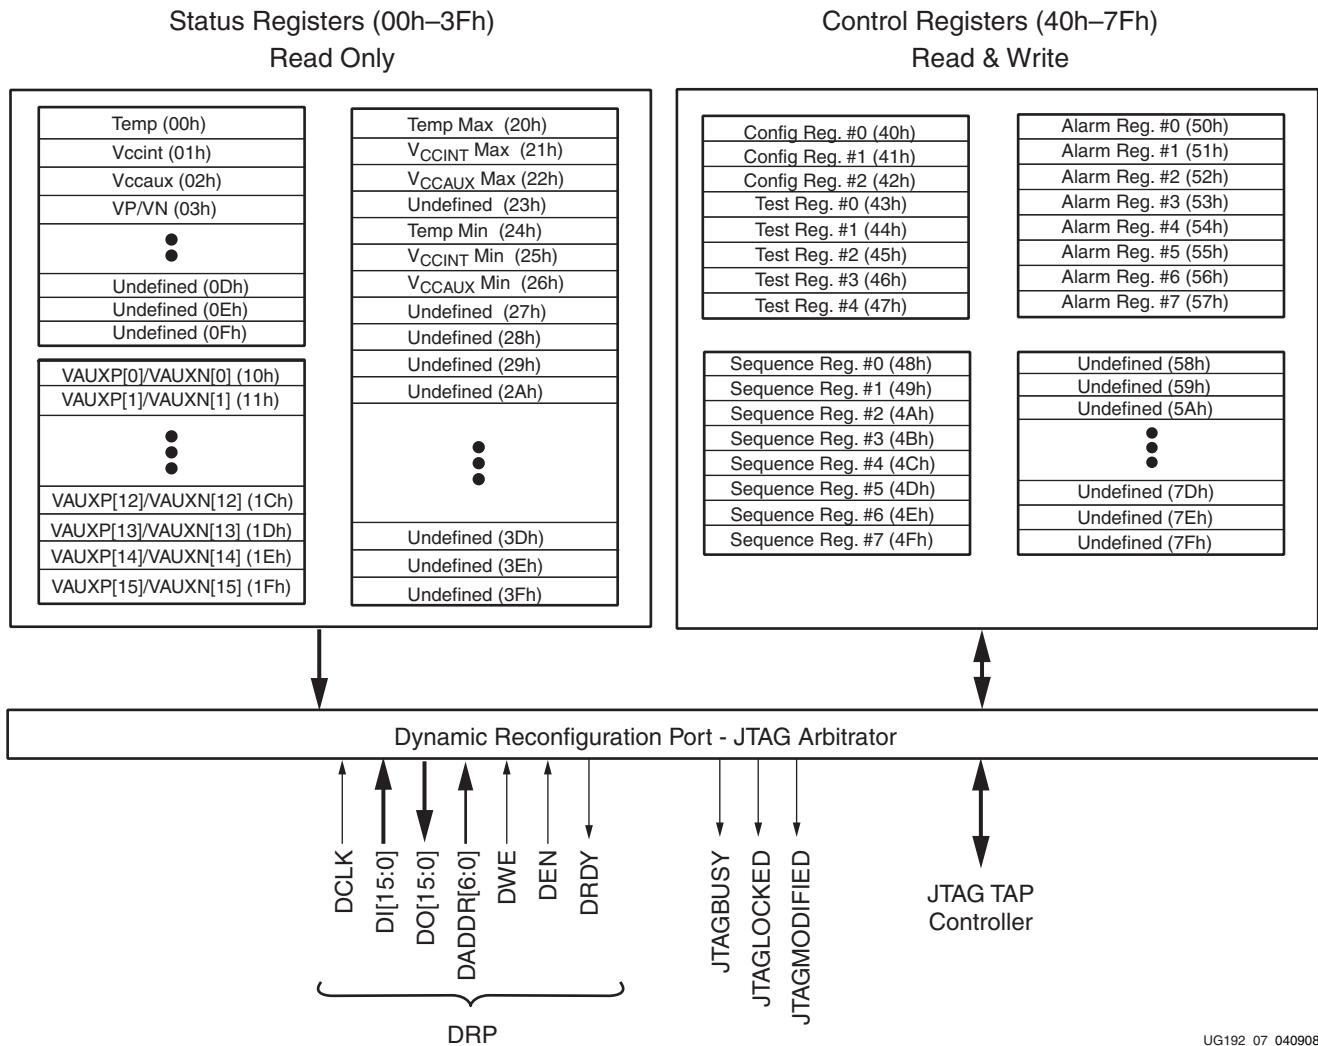 Status Registers (00h–3Fh)
Read Only
Control Registers (40h–7Fh)
Read & Write
Temp (00h)
Vccint (01h)
Vccaux (02h)
VP/VN (03h)
Undefined (0Dh)
Undefined (0Eh)
Undefined (0Fh)
VAUXP[0]/VAUXN[0] (10h)
VAUXP[1]/VAUXN[1] (11h)
VAUXP[12]/VAUXN[12] (1Ch)
VAUXP[13]/VAUXN[13] (1Dh)
VAUXP[14]/VAUXN[14] (1Eh)
VAUXP[15]/VAUXN[15] (1Fh)
Temp Max (20h)
VCCINT Max (21h)
VCCAUX Max (22h)
Undefined (23h)
Temp Min (24h)
VCCINT Min (25h)
VCCAUX Min (26h)
Undefined (27h)
Undefined (28h)
Undefined (29h)
Undefined (2Ah)
Undefined (3Dh)
Undefined (3Eh)
Undefined (3Fh)
Config Reg. #0 (40h)
Config Reg. #1 (41h)
Config Reg. #2 (42h)
Test Reg. #0 (43h)
Test Reg. #1 (44h)
Test Reg. #2 (45h)
Test Reg. #3 (46h)
Test Reg. #4 (47h)
Sequence Reg. #0 (48h)
Sequence Reg. #1 (49h)
Sequence Reg. #2 (4Ah)
Sequence Reg. #3 (4Bh)
Sequence Reg. #4 (4Ch)
Sequence Reg. #5 (4Dh)
Sequence Reg. #6 (4Eh)
Sequence Reg. #7 (4Fh)
Alarm Reg. #0 (50h)
Alarm Reg. #1 (51h)
Alarm Reg. #2 (52h)
Alarm Reg. #3 (53h)
Alarm Reg. #4 (54h)
Alarm Reg. #5 (55h)
Alarm Reg. #6 (56h)
Alarm Reg. #7 (57h)
Undefined (58h)
Undefined (59h)
Undefined (5Ah)
Undefined (7Dh)
Undefined (7Eh)
Undefined (7Fh)
Dynamic Reconfiguration Port - JTAG Arbitrator
DCLK
DI[15:0]
DO[15:0]
DADDR[6:0]
DWE
DEN
DRDY
JTAGBUSY
JTAGLOCKED
JTAGMODIFIED
JTAG TAP
Controller
DRP
UG192_07_040908